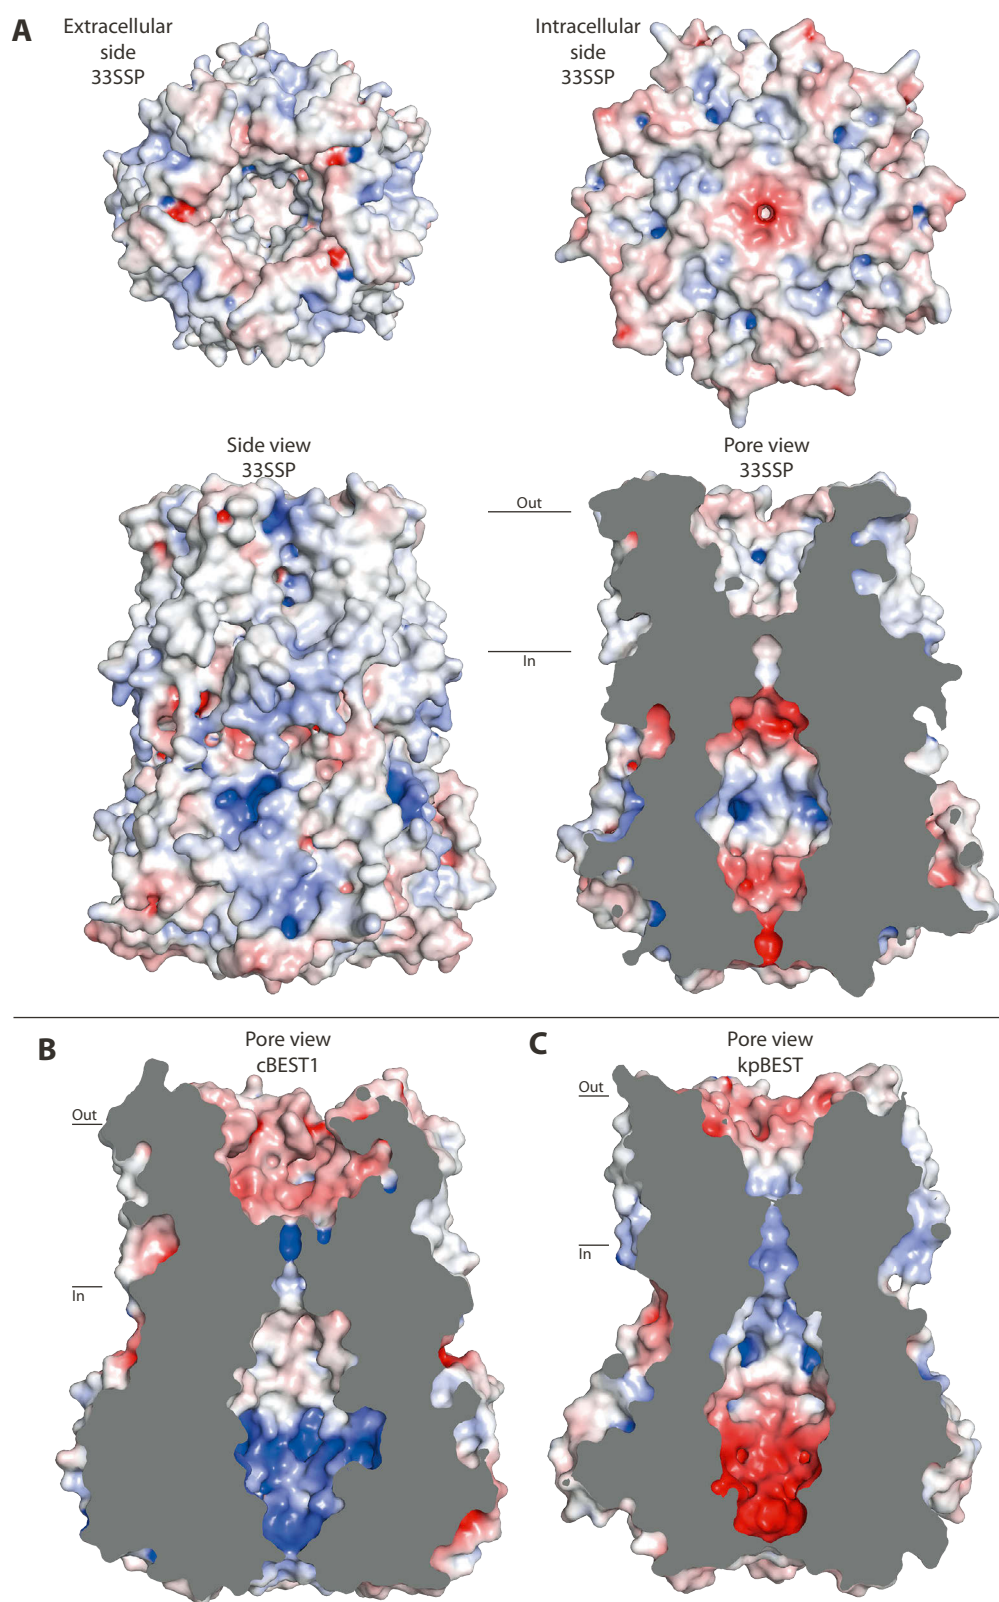 A
Extracellular
side
33SSP
Intracellular
side
33SSP
Side view
33SSP
Pore view
33SSP
Out
In
B
Pore view
cBEST1
Out
In
C
Pore view
kpBEST
Out
In